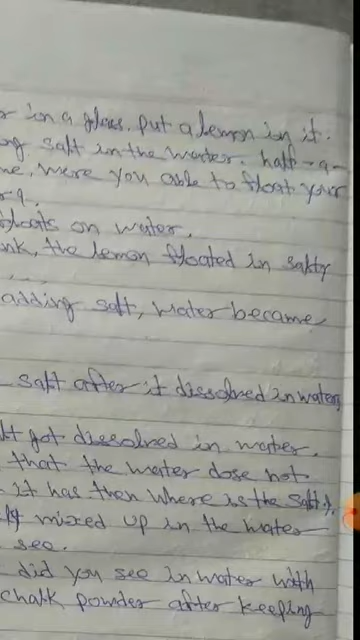 in a glass. put a lemon in it.
salt in the water. half-a-
me, were you able to float your
floats on water.
the lemon floated in salty
adding salt, water became
salt after it dissolved in water
got dissolved in water.
that the water dose not
it has then where is the salt?
mixed up in the water
see.
did you see in water with
chalk powder after keeping